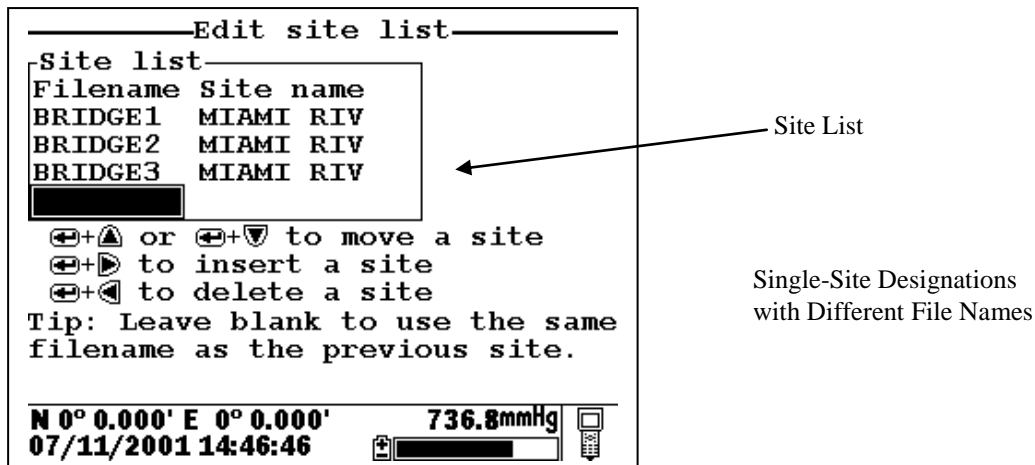 Edit site list
Site list
Filename Site name
BRIDGE1 MIAMI RIV
BRIDGE2 MIAMI RIV
BRIDGE3 MIAMI RIV
+ or + to move a site
+ to insert a site
+ to delete a site
Tip: Leave blank to use the same
filename as the previous site.
N 0° 0.000' E 0° 0.000' 736.8mmHg
07/11/2001 14:46:46
Site List
Single-Site Designations
with Different File Names